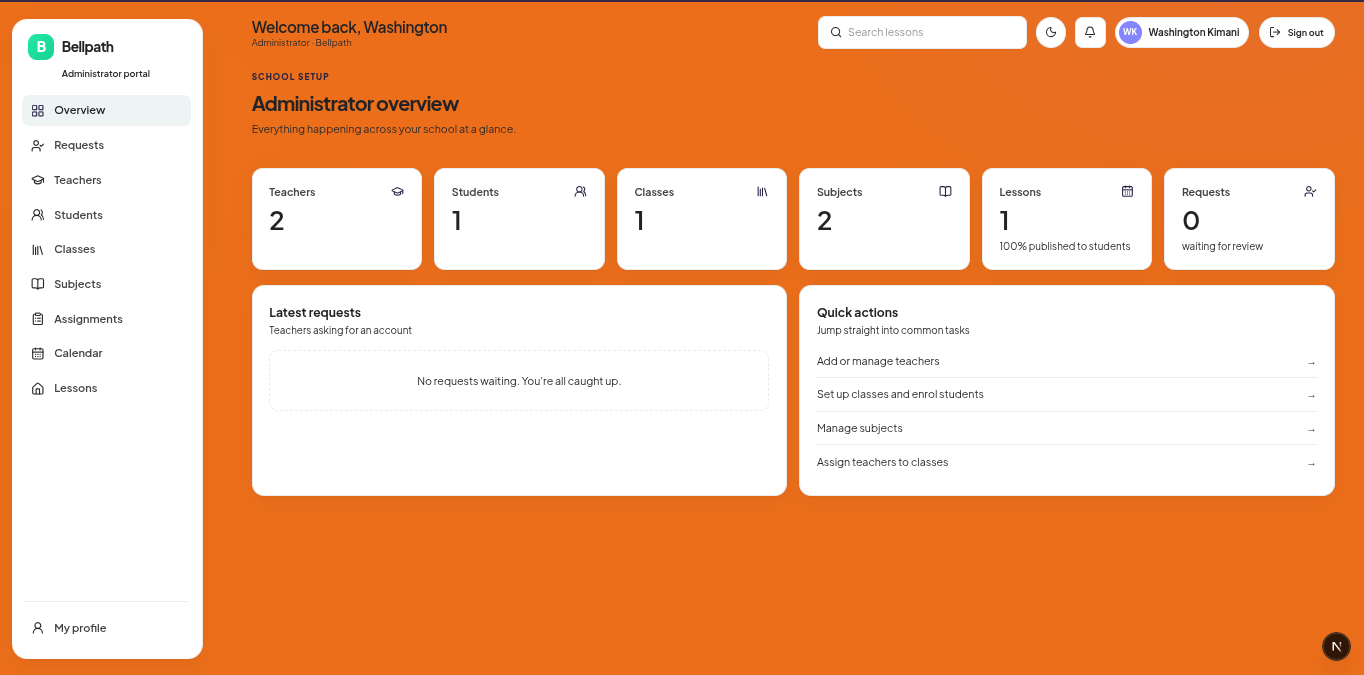 B Bellpath
Administrator portal
Overview
Requests
Teachers
Students
Classes
Subjects
Assignments
Calendar
Lessons
My profile
Welcome back, Washington
Administrator · Bellpath
Search lessons
WK Washington Kimani
Sign out
SCHOOL SETUP
Administrator overview
Everything happening across your school at a glance.
Teachers
2
Students
1
Classes
1
Subjects
2
Lessons
1
100% published to students
Requests
0
waiting for review
Latest requests
Teachers asking for an account
No requests waiting. You're all caught up.
Quick actions
Jump straight into common tasks
Add or manage teachers →
Set up classes and enrol students →
Manage subjects →
Assign teachers to classes →
N